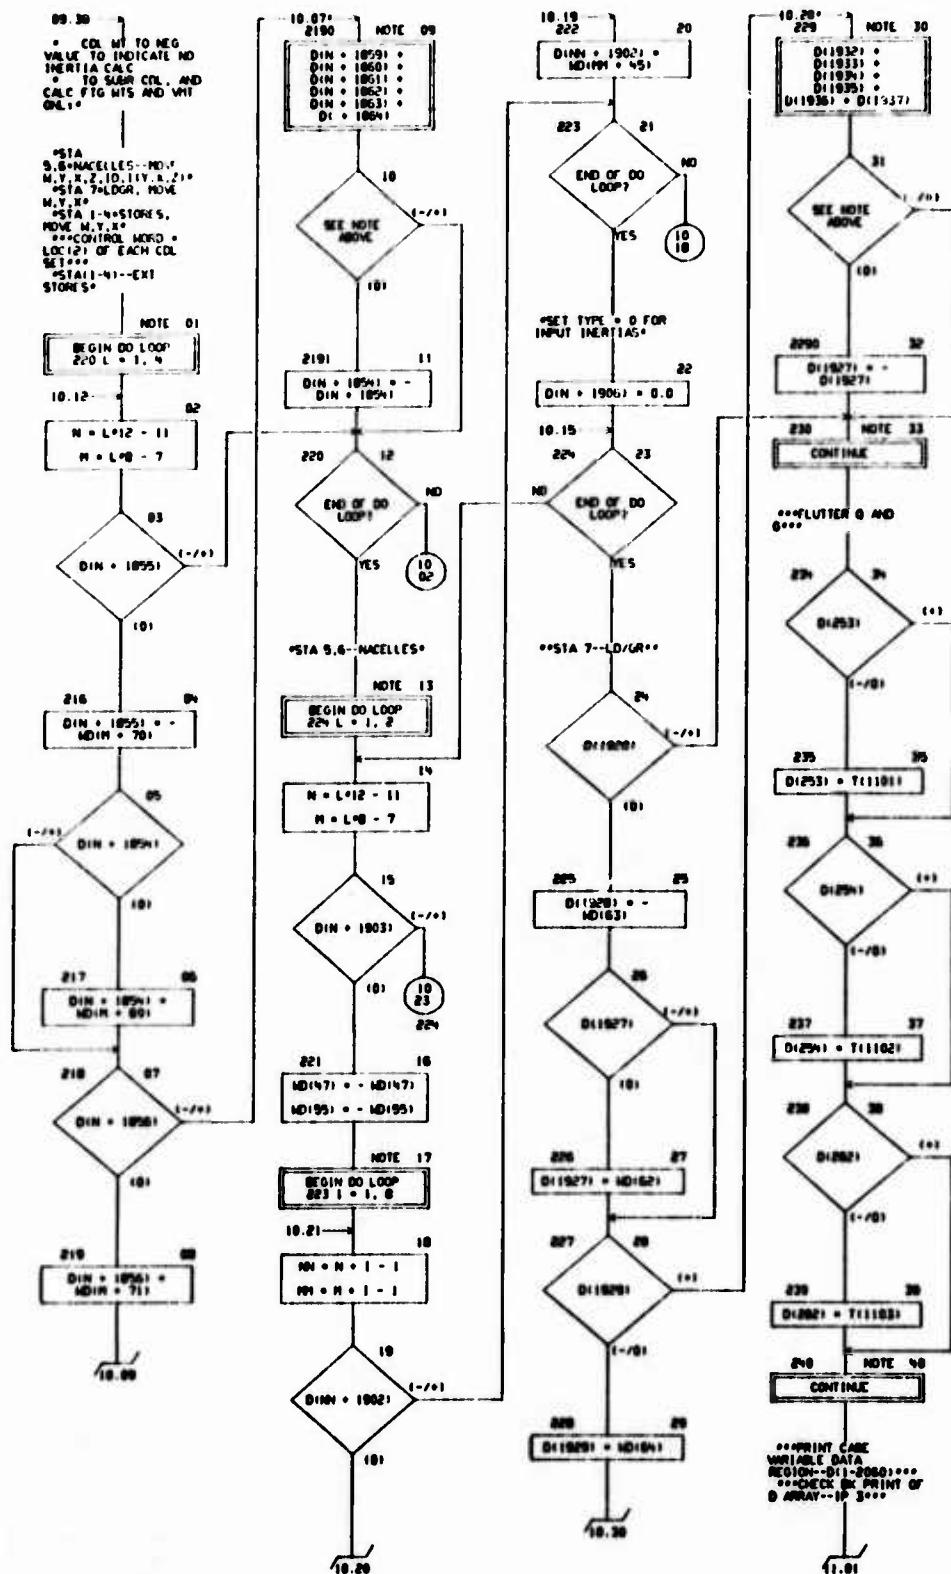 09.30
* CDL WT TO NEG
VALUE TO INDICATE NO
INERTIA CALC
* TO SUBR CDL, AND
CALC FTG WTS AND VMT
ONLY.*
*STA
5,6*NACELLES--MOVE
W,Y,X,Z,ID,I(Y,X,Z)*
*STA 7*LDGR, MOVE
W,Y,X*
*STA 1-4*STORES,
MOVE W,Y,X*
***CONTROL WORD *
LOC(2) OF EACH CDL
SET***
*STA(1-4)--EXT
STORES*
NOTE 01
BEGIN DO LOOP
220 L = 1, 4
10.12
02
N = L*12 - 11
M = L*8 - 7
03
D(N + 1855)
(-/+)
(0)
216 04
D(N + 1855) = -
WD(M + 70)
05
(-/+)
D(N + 1854)
(0)
217 06
D(N + 1854) =
WD(M + 69)
218 07
D(N + 1856)
(-/+)
(0)
219 08
D(N + 1856) =
WD(M + 71)
10.09
10.07*
2190 NOTE 09
D(N + 1859) +
D(N + 1860) +
D(N + 1861) +
D(N + 1862) +
D(N + 1863) +
D( + 1864)
10
SEE NOTE
ABOVE
(-/+)
(0)
2191 11
D(N + 1854) = -
D(N + 1854)
220 12
END OF DO
LOOP?
NO
10
02
YES
*STA 5,6--NACELLES*
NOTE 13
BEGIN DO LOOP
224 L = 1, 2
14
N = L*12 - 11
M = L*8 - 7
15
D(N + 1903)
(-/+)
10
23
224
(0)
221 16
WD(47) = - WD(47)
WD(55) = - WD(55)
NOTE 17
BEGIN DO LOOP
223 I = 1, 8
10.21
18
NN = N + I - 1
MM = M + I - 1
19
D(NN + 1902)
(-/+)
(0)
10.20
10.19
222 20
D(NN + 1902) =
WD(MM + 45)
223 21
END OF DO
LOOP?
NO
10
18
YES
*SET TYPE = 0 FOR
INPUT INERTIAS*
22
D(N + 1906) = 0.0
10.15
224 23
NO
END OF DO
LOOP?
YES
**STA 7--LD/GR**
24
D(1928)
(-/+)
(0)
225 25
D(1928) = -
WD(63)
26
D(1927)
(-/+)
(0)
226 27
D(1927) = WD(62)
227 28
D(1929)
(+)
(-/0)
228 29
D(1929) = WD(64)
10.30
10.28*
229 NOTE 30
D(1932) +
D(1933) +
D(1934) +
D(1935) +
D(1936) + D(1937)
31
SEE NOTE
ABOVE
(-/+)
(0)
2290 32
D(1927) = -
D(1927)
230 NOTE 33
CONTINUE
***FLUTTER Q AND
G***
234 34
D(253)
(+)
(-/0)
235 35
D(253) = T(1101)
236 36
D(254)
(+)
(-/0)
237 37
D(254) = T(1102)
238 38
D(282)
(+)
(-/0)
239 39
D(282) = T(1103)
240 NOTE 40
CONTINUE
***PRINT CASE
VARIABLE DATA
REGION--D(1-2060)***
***CHECK BK PRINT OF
D ARRAY--IP 3***
11.01